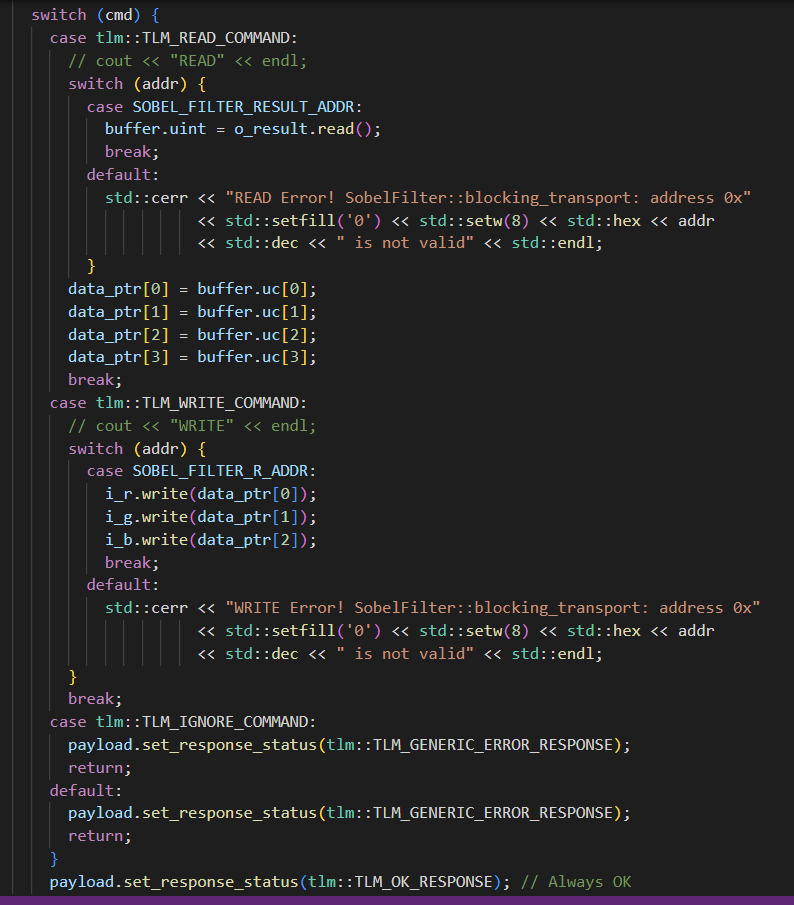 switch (cmd) {
case tlm::TLM_READ_COMMAND:
// cout << "READ" << endl;
switch (addr) {
case SOBEL_FILTER_RESULT_ADDR:
buffer.uint = o_result.read();
break;
default:
std::cerr << "READ Error! SobelFilter::blocking_transport: address 0x"
<< std::setfill('0') << std::setw(8) << std::hex << addr
<< std::dec << " is not valid" << std::endl;
}
data_ptr[0] = buffer.uc[0];
data_ptr[1] = buffer.uc[1];
data_ptr[2] = buffer.uc[2];
data_ptr[3] = buffer.uc[3];
break;
case tlm::TLM_WRITE_COMMAND:
// cout << "WRITE" << endl;
switch (addr) {
case SOBEL_FILTER_R_ADDR:
i_r.write(data_ptr[0]);
i_g.write(data_ptr[1]);
i_b.write(data_ptr[2]);
break;
default:
std::cerr << "WRITE Error! SobelFilter::blocking_transport: address 0x"
<< std::setfill('0') << std::setw(8) << std::hex << addr
<< std::dec << " is not valid" << std::endl;
}
break;
case tlm::TLM_IGNORE_COMMAND:
payload.set_response_status(tlm::TLM_GENERIC_ERROR_RESPONSE);
return;
default:
payload.set_response_status(tlm::TLM_GENERIC_ERROR_RESPONSE);
return;
}
payload.set_response_status(tlm::TLM_OK_RESPONSE); // Always OK